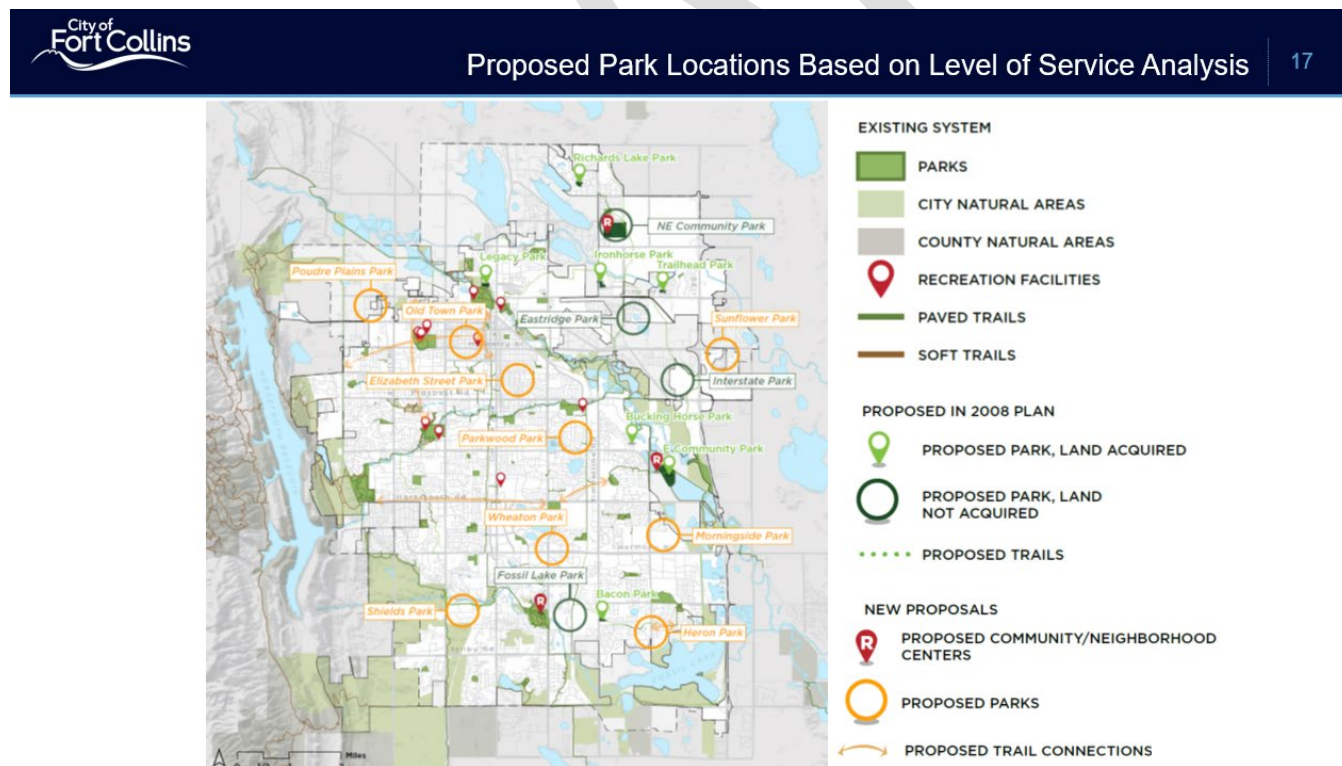 City of
Fort Collins
Proposed Park Locations Based on Level of Service Analysis
17
Richards Lake Park
NE Community Park
Legacy Park
Ironhorse Park
Trailhead Park
Poudre Plains Park
Old Town Park
Eastridge Park
Sunflower Park
Elizabeth Street Park
Interstate Park
Prospect Rd
Bucking Horse Park
Parkwood Park
E Community Park
Wheaton Park
Morningside Park
Fossil Lake Park
Bacon Park
Shields Park
Heron Park
Miles
EXISTING SYSTEM
PARKS
CITY NATURAL AREAS
COUNTY NATURAL AREAS
RECREATION FACILITIES
PAVED TRAILS
SOFT TRAILS
PROPOSED IN 2008 PLAN
PROPOSED PARK, LAND ACQUIRED
PROPOSED PARK, LAND
NOT ACQUIRED
PROPOSED TRAILS
NEW PROPOSALS
R
PROPOSED COMMUNITY/NEIGHBORHOOD
CENTERS
PROPOSED PARKS
PROPOSED TRAIL CONNECTIONS